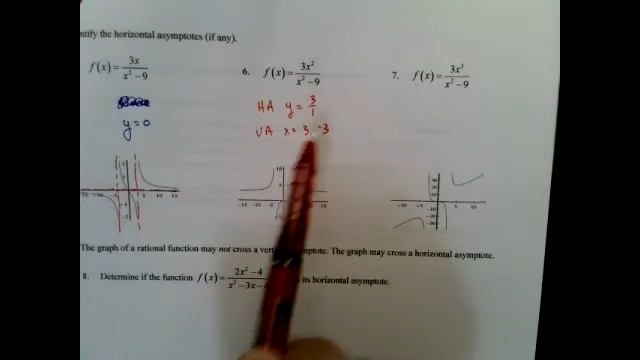 ntify the horizontal asymptotes (if any).
f(x) = 3x / x² − 9
6. f(x) = 3x² / x² − 9
7. f(x) = 3x³ / x² − 9
y = 0
HA y = 3/1
VA x = 3, -3
The graph of a rational function may not cross a vertical asymptote. The graph may cross a horizontal asymptote.
8. Determine if the function f(x) = 2x² − 4 / x² − 3x − its horizontal asymptote.